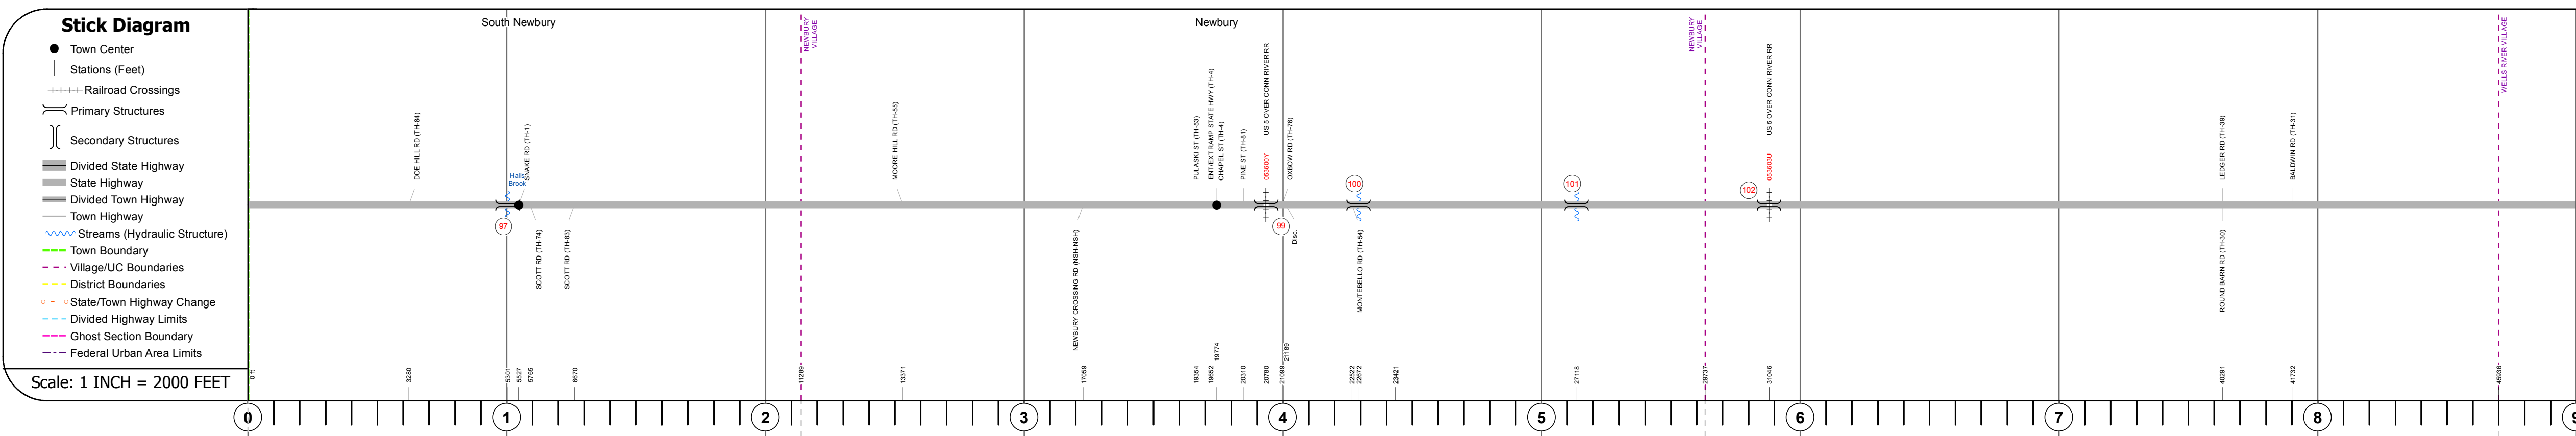 Stick Diagram
Town Center
Stations (Feet)
Railroad Crossings
Primary Structures
Secondary Structures
Divided State Highway
State Highway
Divided Town Highway
Town Highway
Streams (Hydraulic Structure)
Town Boundary
Village/UC Boundaries
District Boundaries
State/Town Highway Change
Divided Highway Limits
Ghost Section Boundary
Federal Urban Area Limits
Scale: 1 INCH = 2000 FEET
South Newbury
Newbury
NEWBURY
VILLAGE
NEWBURY
VILLAGE
WELLS RIVER VILLAGE
DOE HILL RD (TH-84)
Halls
Brook
SNAKE RD (TH-1)
MOORE HILL RD (TH-55)
PULASKI ST (TH-53)
ENT/EXT RAMP STATE HWY (TH-4)
CHAPEL ST (TH-4)
PINE ST (TH-81)
053600Y
US 5 OVER CONN RIVER RR
OXBOW RD (TH-76)
100
101
102
053603U
US 5 OVER CONN RIVER RR
LEDGER RD (TH-39)
BALDWIN RD (TH-31)
97
SCOTT RD (TH-74)
SCOTT RD (TH-83)
NEWBURY CROSSING RD (NSH-NSH)
99
Disc.
MONTEBELLO RD (TH-54)
ROUND BARN RD (TH-30)
0 ft
3280
5301
5527
5765
6670
11289
13371
17059
19354
19652
19774
20310
20780
21099
21189
22522
22672
23421
27118
29737
31046
40291
41732
45936
0
1
2
3
4
5
6
7
8
9